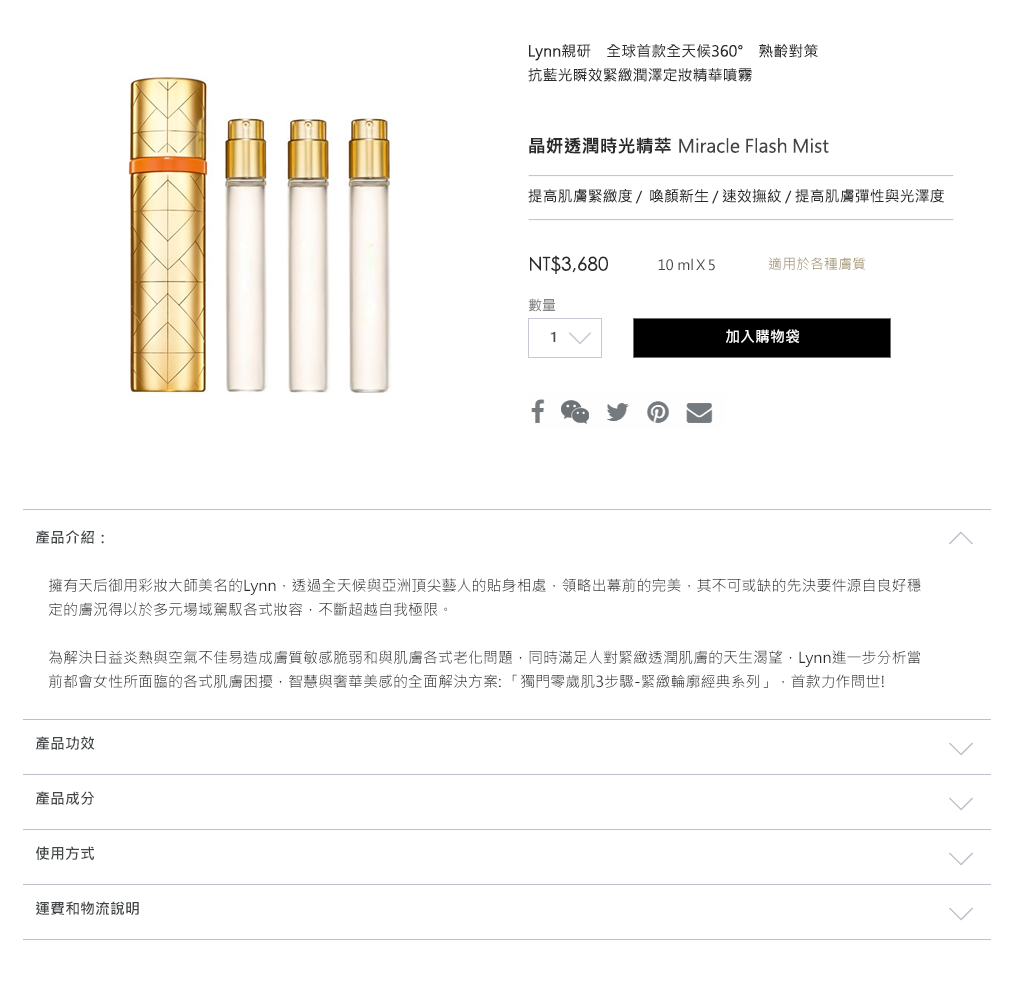 Lynn親研　全球首款全天候360°　熟齡對策
抗藍光瞬效緊緻潤澤定妝精華噴霧
晶妍透潤時光精萃 Miracle Flash Mist
提高肌膚緊緻度 / 喚顏新生 / 速效撫紋 / 提高肌膚彈性與光澤度
NT$3,680 10 ml X 5 適用於各種膚質
數量
1 加入購物袋
產品介紹：
擁有天后御用彩妝大師美名的Lynn，透過全天候與亞洲頂尖藝人的貼身相處，領略出幕前的完美，其不可或缺的先決要件源自良好穩
定的膚況得以於多元場域駕馭各式妝容，不斷超越自我極限。
為解決日益炎熱與空氣不佳易造成膚質敏感脆弱和與肌膚各式老化問題，同時滿足人對緊緻透潤肌膚的天生渴望，Lynn進一步分析當
前都會女性所面臨的各式肌膚困擾，智慧與奢華美感的全面解決方案:「獨門零歲肌3步驟-緊緻輪廓經典系列」，首款力作問世!
產品功效
產品成分
使用方式
運費和物流說明